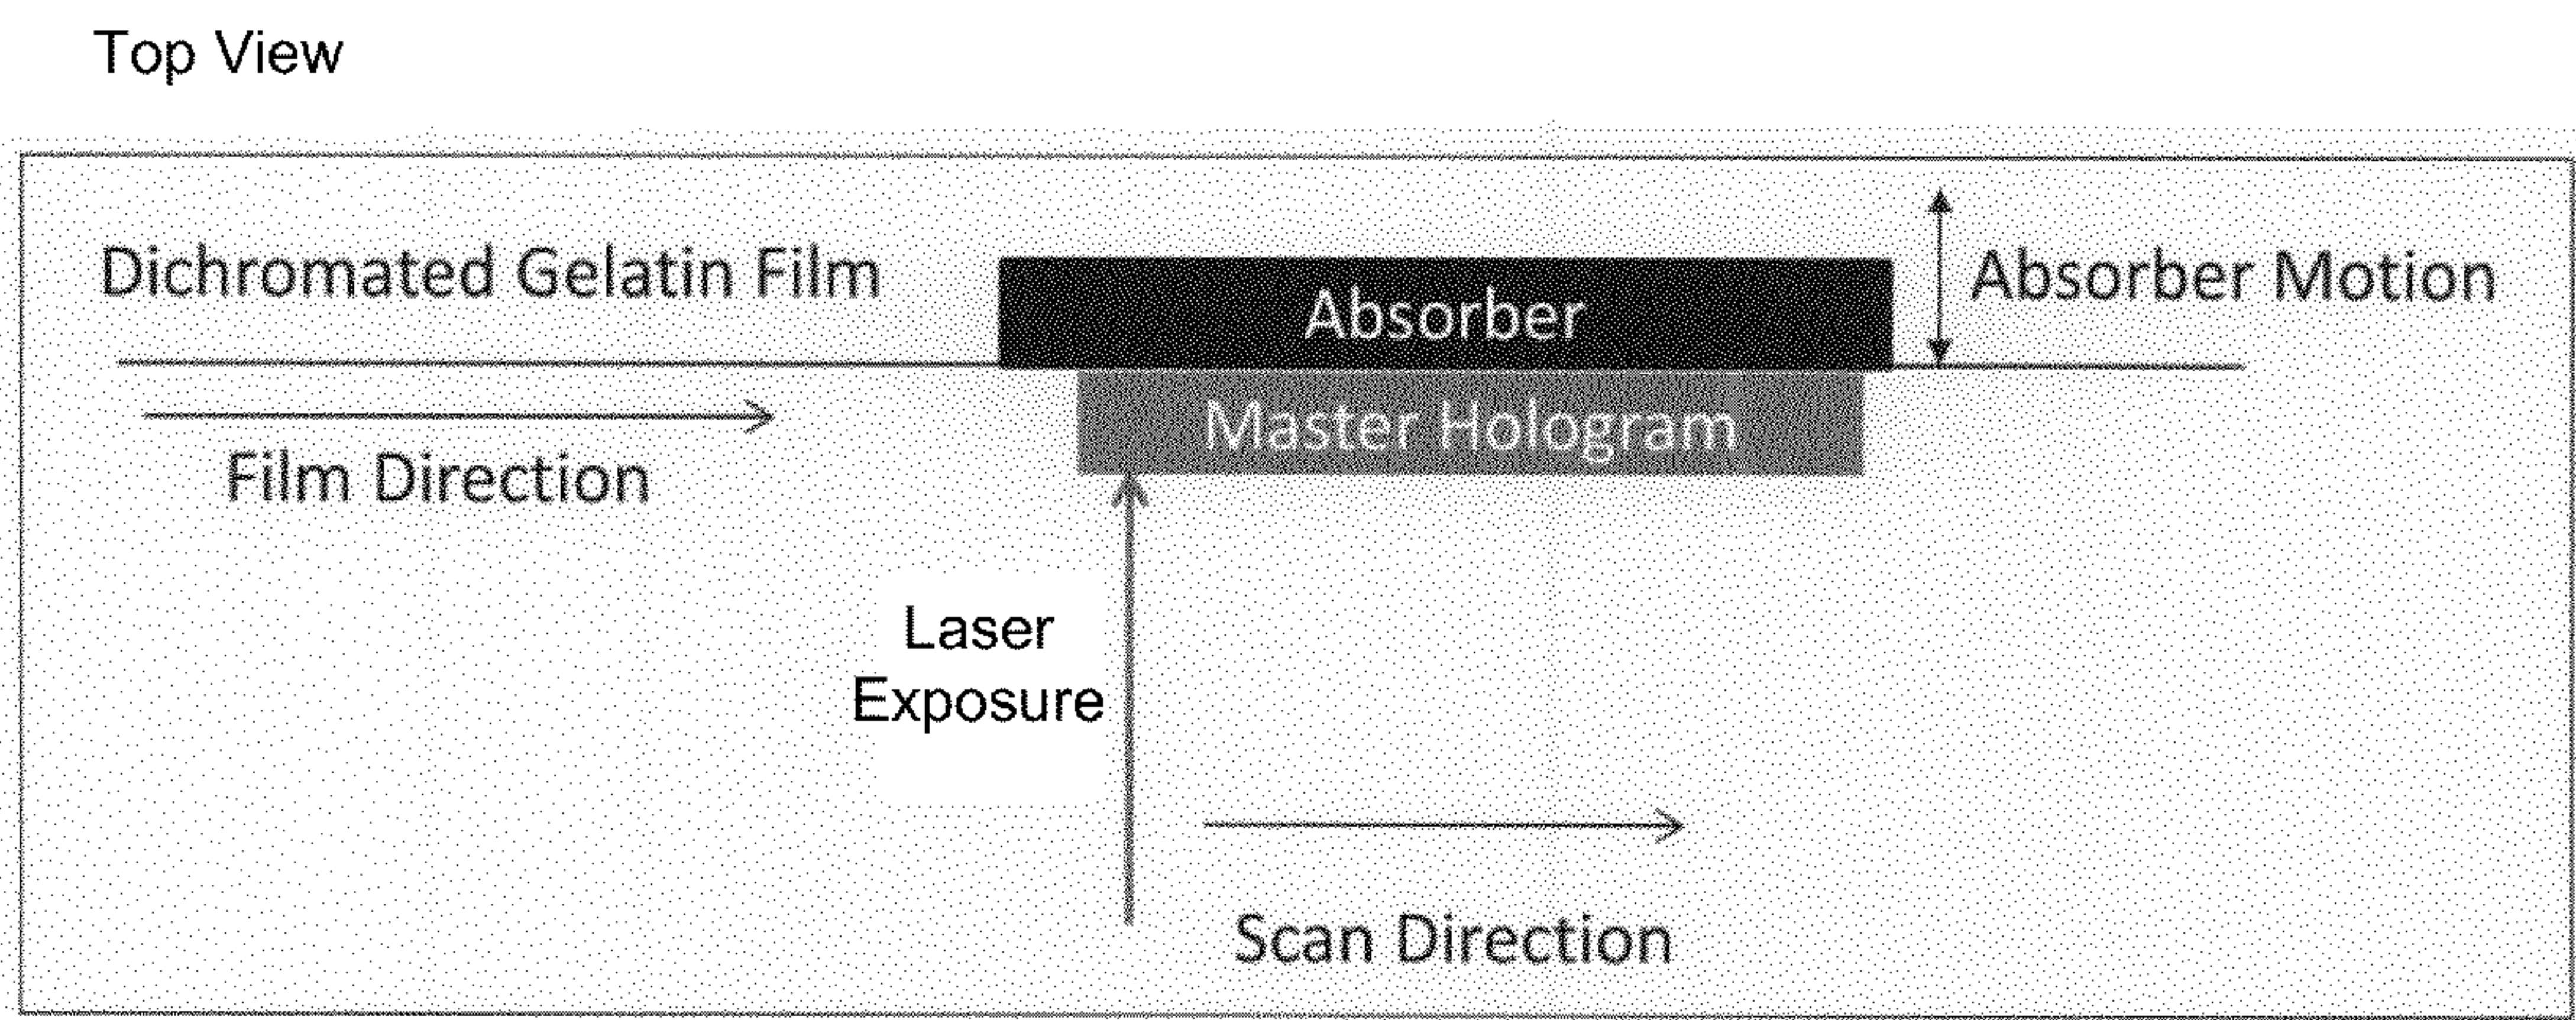 Top View
Dichromated Gelatin Film
Absorber
Absorber Motion
Master Hologram
Film Direction
Laser
Exposure
Scan Direction